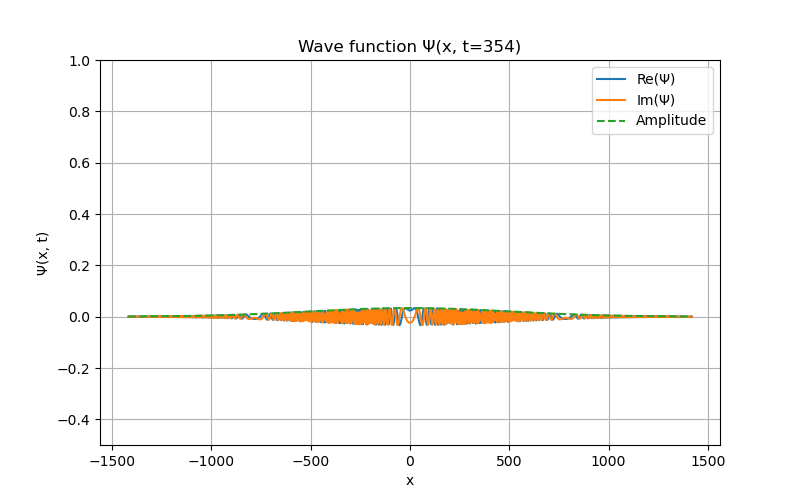 Wave function Ψ(x, t=354)
Ψ(x, t)
1.0
0.8
0.6
0.4
0.2
0.0
−0.2
−0.4
Re(Ψ)
Im(Ψ)
Amplitude
−1500
−1000
−500
0
500
1000
1500
x